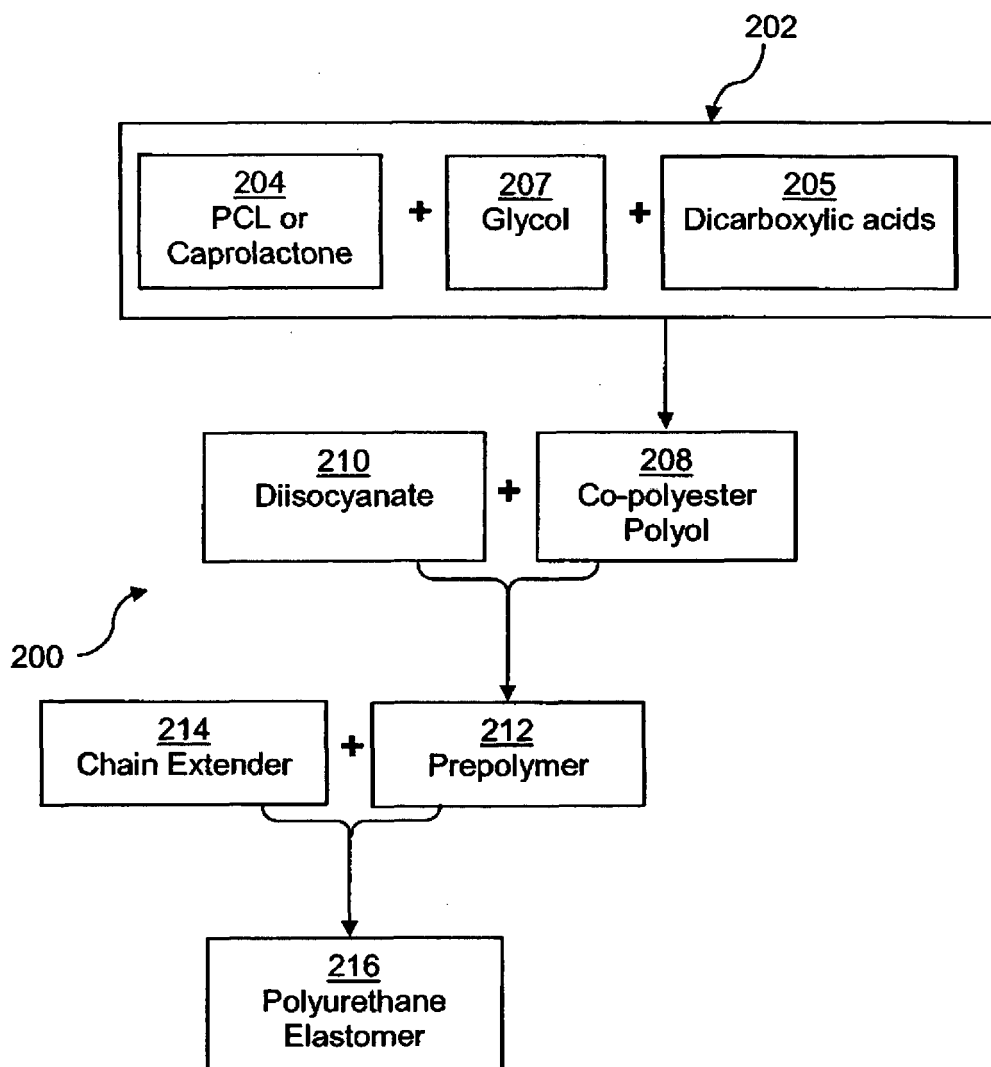 202
204 + 207 + 205
PCL or Glycol Dicarboxylic acids
Caprolactone
210 + 208
Diisocyanate Co-polyester
Polyol
200
214 + 212
Chain Extender Prepolymer
216
Polyurethane
Elastomer